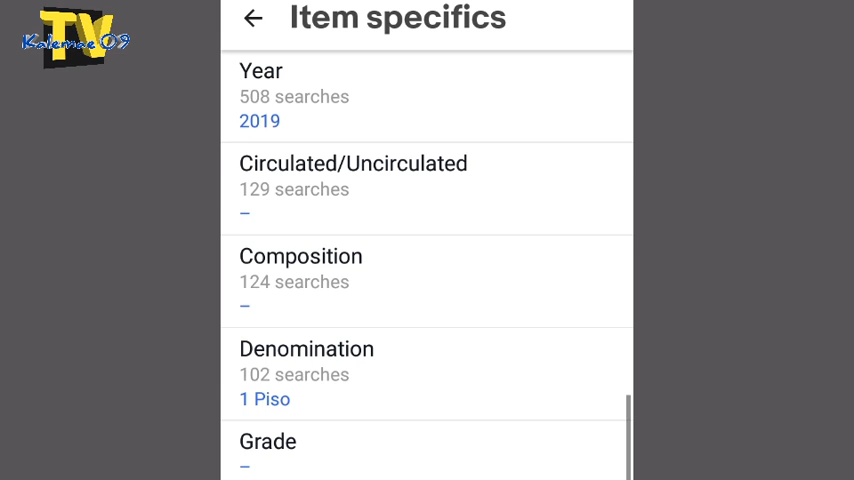 TV
Kalemae 09
← Item specifics
Year
508 searches
2019
Circulated/Uncirculated
129 searches
–
Composition
124 searches
–
Denomination
102 searches
1 Piso
Grade
–